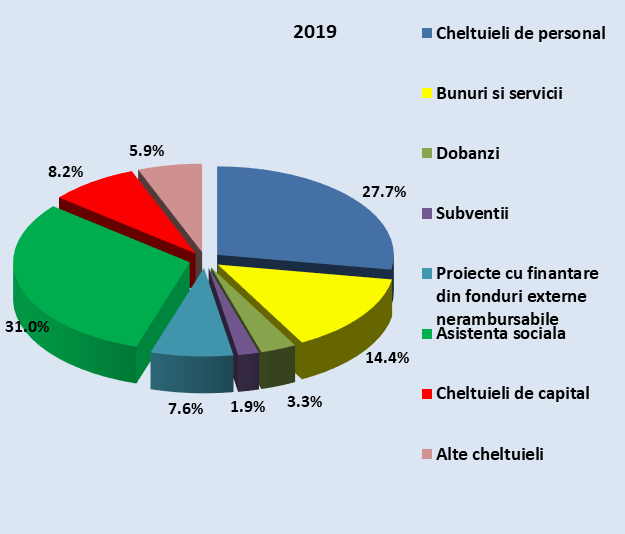 2019
Cheltuieli de personal
Bunuri si servicii
Dobanzi
Subventii
Proiecte cu finantare
din fonduri externe
nerambursabile
Asistenta sociala
Cheltuieli de capital
Alte cheltuieli
5.9%
8.2%
27.7%
31.0%
14.4%
3.3%
1.9%
7.6%